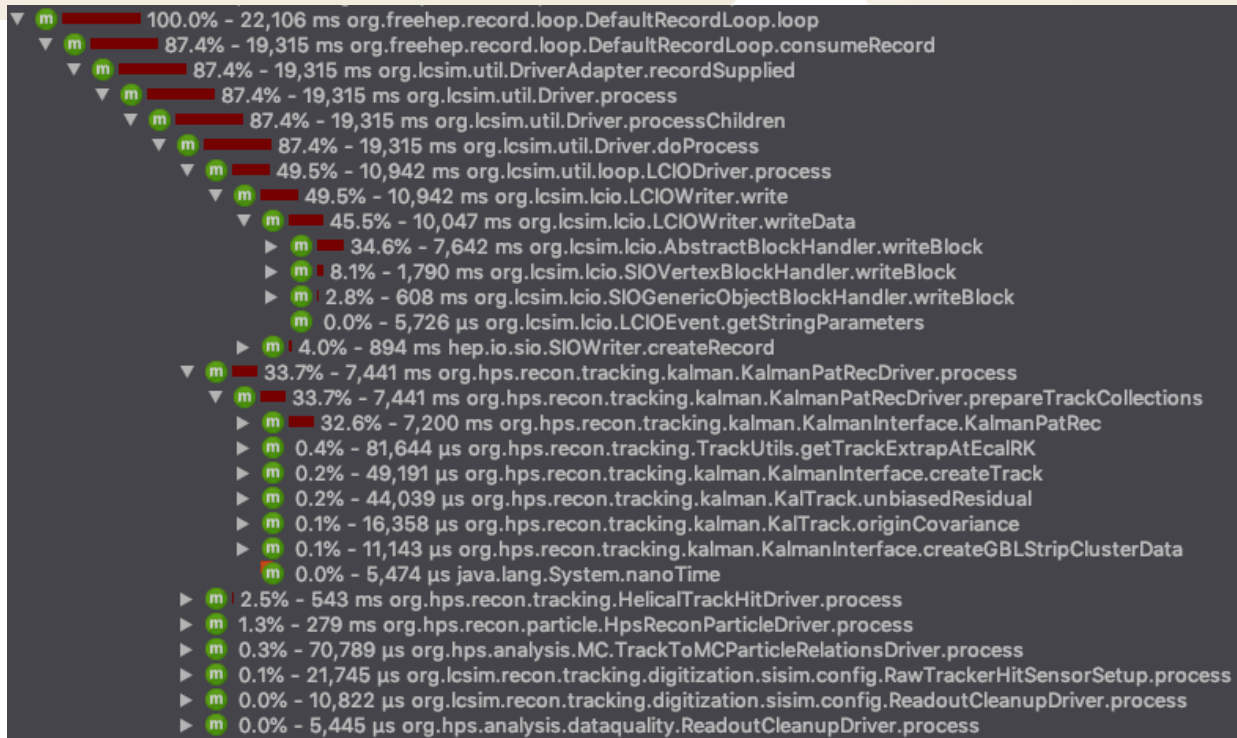 100.0% - 22,106 ms org.freehep.record.loop.DefaultRecordLoop.loop
87.4% - 19,315 ms org.freehep.record.loop.DefaultRecordLoop.consumeRecord
87.4% - 19,315 ms org.lcsim.util.DriverAdapter.recordSupplied
87.4% - 19,315 ms org.lcsim.util.Driver.process
87.4% - 19,315 ms org.lcsim.util.Driver.processChildren
87.4% - 19,315 ms org.lcsim.util.Driver.doProcess
49.5% - 10,942 ms org.lcsim.util.loop.LCIODriver.process
49.5% - 10,942 ms org.lcsim.lcio.LCIOWriter.write
45.5% - 10,047 ms org.lcsim.lcio.LCIOWriter.writeData
34.6% - 7,642 ms org.lcsim.lcio.AbstractBlockHandler.writeBlock
8.1% - 1,790 ms org.lcsim.lcio.SIOVertexBlockHandler.writeBlock
2.8% - 608 ms org.lcsim.lcio.SIOGenericObjectBlockHandler.writeBlock
0.0% - 5,726 µs org.lcsim.lcio.LCIOEvent.getStringParameters
4.0% - 894 ms hep.io.sio.SIOWriter.createRecord
33.7% - 7,441 ms org.hps.recon.tracking.kalman.KalmanPatRecDriver.process
33.7% - 7,441 ms org.hps.recon.tracking.kalman.KalmanPatRecDriver.prepareTrackCollections
32.6% - 7,200 ms org.hps.recon.tracking.kalman.KalmanInterface.KalmanPatRec
0.4% - 81,644 µs org.hps.recon.tracking.TrackUtils.getTrackExtrapAtEcalRK
0.2% - 49,191 µs org.hps.recon.tracking.kalman.KalmanInterface.createTrack
0.2% - 44,039 µs org.hps.recon.tracking.kalman.KalTrack.unbiasedResidual
0.1% - 16,358 µs org.hps.recon.tracking.kalman.KalTrack.originCovariance
0.1% - 11,143 µs org.hps.recon.tracking.kalman.KalmanInterface.createGBLStripClusterData
0.0% - 5,474 µs java.lang.System.nanoTime
2.5% - 543 ms org.hps.recon.tracking.HelicalTrackHitDriver.process
1.3% - 279 ms org.hps.recon.particle.HpsReconParticleDriver.process
0.3% - 70,789 µs org.hps.analysis.MC.TrackToMCParticleRelationsDriver.process
0.1% - 21,745 µs org.lcsim.recon.tracking.digitization.sisim.config.RawTrackerHitSensorSetup.process
0.0% - 10,822 µs org.lcsim.recon.tracking.digitization.sisim.config.ReadoutCleanupDriver.process
0.0% - 5,445 µs org.hps.analysis.dataquality.ReadoutCleanupDriver.process